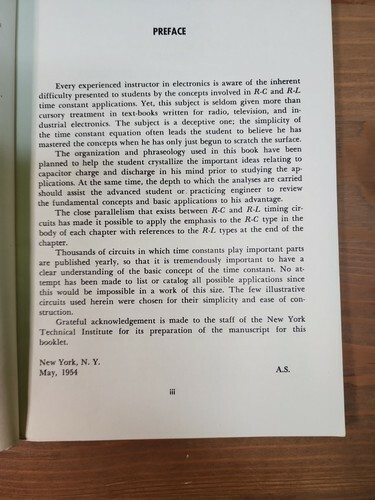 PREFACE
Every experienced instructor in electronics is aware of the inherent
difficulty presented to students by the concepts involved in R-C and R-L
time constant applications. Yet, this subject is seldom given more than
cursory treatment in text-books written for radio, television, and in-
dustrial electronics. The subject is a deceptive one; the simplicity of
the time constant equation often leads the student to believe he has
mastered the concepts when he has only just begun to scratch the surface.
The organization and phraseology used in this book have been
planned to help the student crystallize the important ideas relating to
capacitor charge and discharge in his mind prior to studying the ap-
plications. At the same time, the depth to which the analyses are carried
should assist the advanced student or practicing engineer to review
the fundamental concepts and basic applications to his advantage.
The close parallelism that exists between R-C and R-L timing cir-
cuits has made it possible to apply the emphasis to the R-C type in the
body of each chapter with references to the R-L types at the end of the
chapter.
Thousands of circuits in which time constants play important parts
are published yearly, so that it is tremendously important to have a
clear understanding of the basic concept of the time constant. No at-
tempt has been made to list or catalog all possible applications since
this would be impossible in a work of this size. The few illustrative
circuits used herein were chosen for their simplicity and ease of con-
struction.
Grateful acknowledgement is made to the staff of the New York
Technical Institute for its preparation of the manuscript for this
booklet.
New York, N. Y.
May, 1954 A.S.
iii